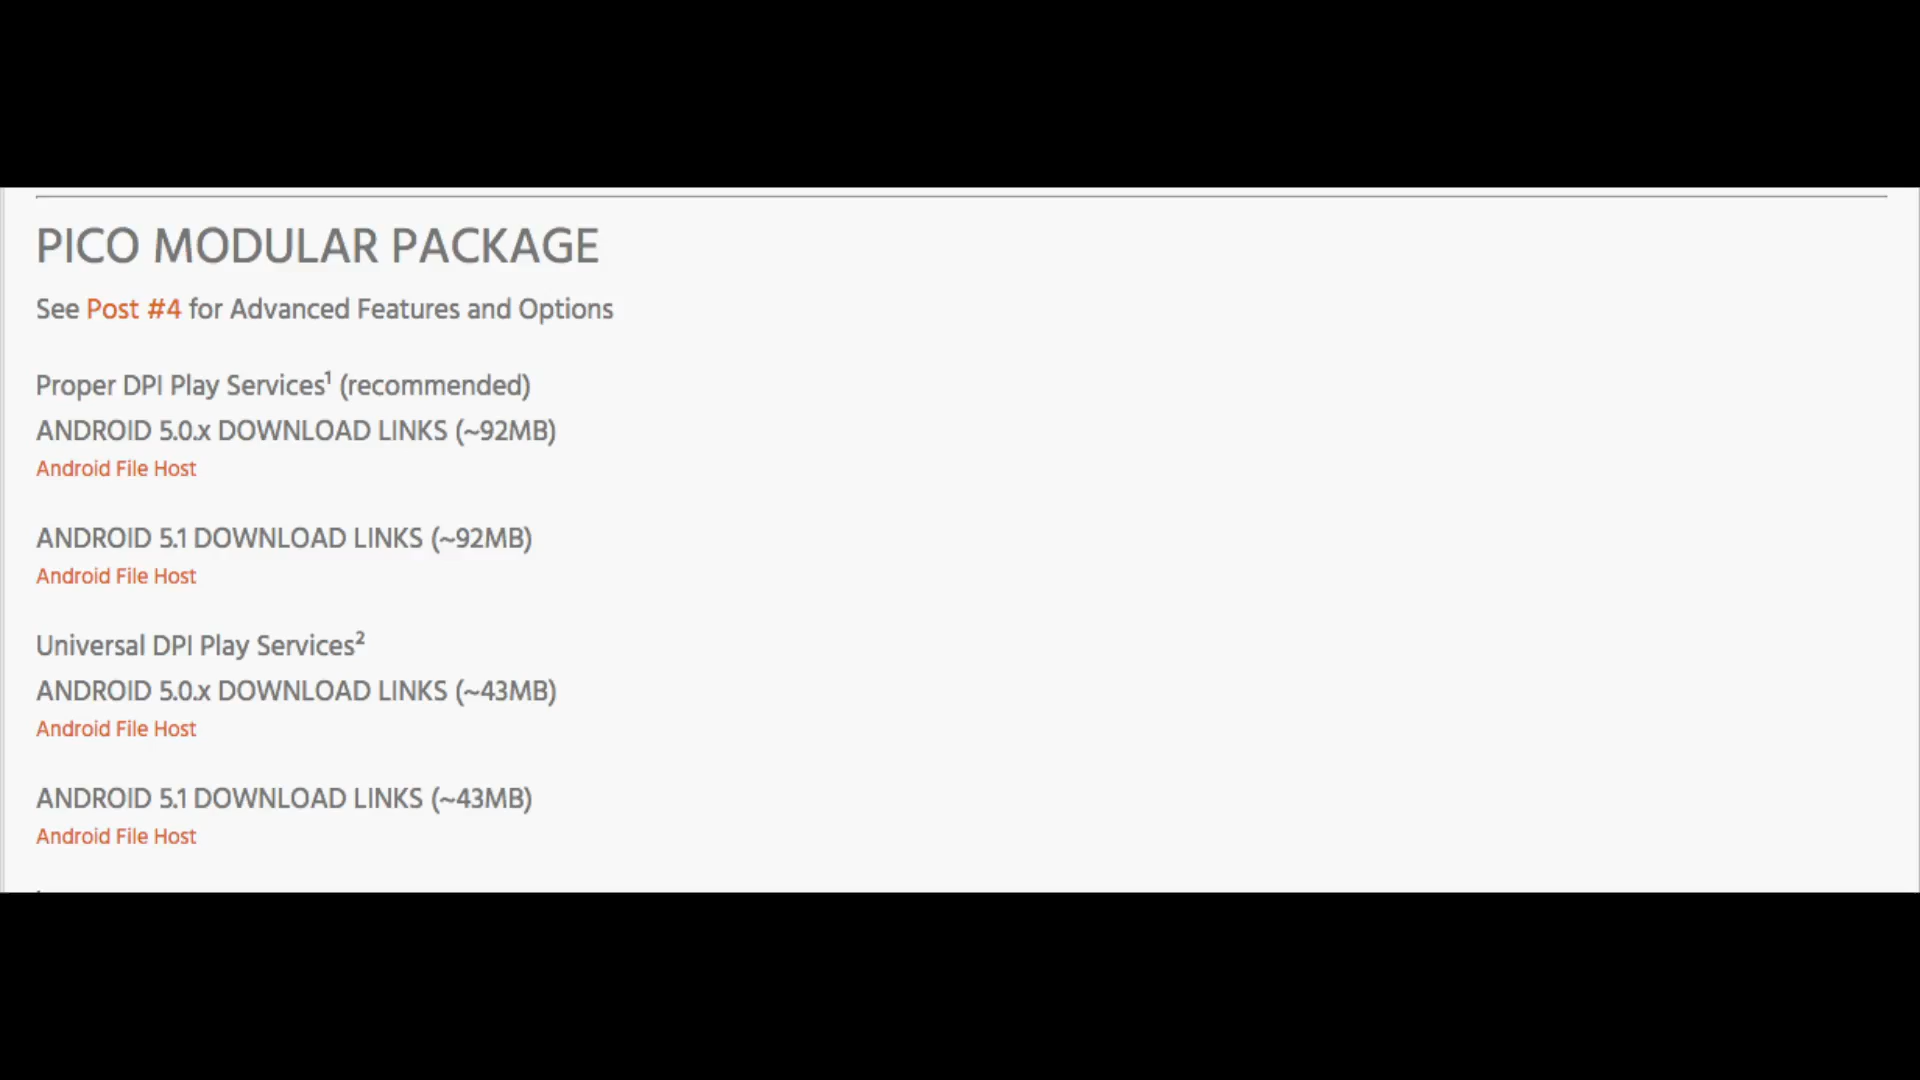 PICO MODULAR PACKAGE
See Post #4 for Advanced Features and Options
Proper DPI Play Services¹ (recommended)
ANDROID 5.0.x DOWNLOAD LINKS (~92MB)
Android File Host
ANDROID 5.1 DOWNLOAD LINKS (~92MB)
Android File Host
Universal DPI Play Services²
ANDROID 5.0.x DOWNLOAD LINKS (~43MB)
Android File Host
ANDROID 5.1 DOWNLOAD LINKS (~43MB)
Android File Host